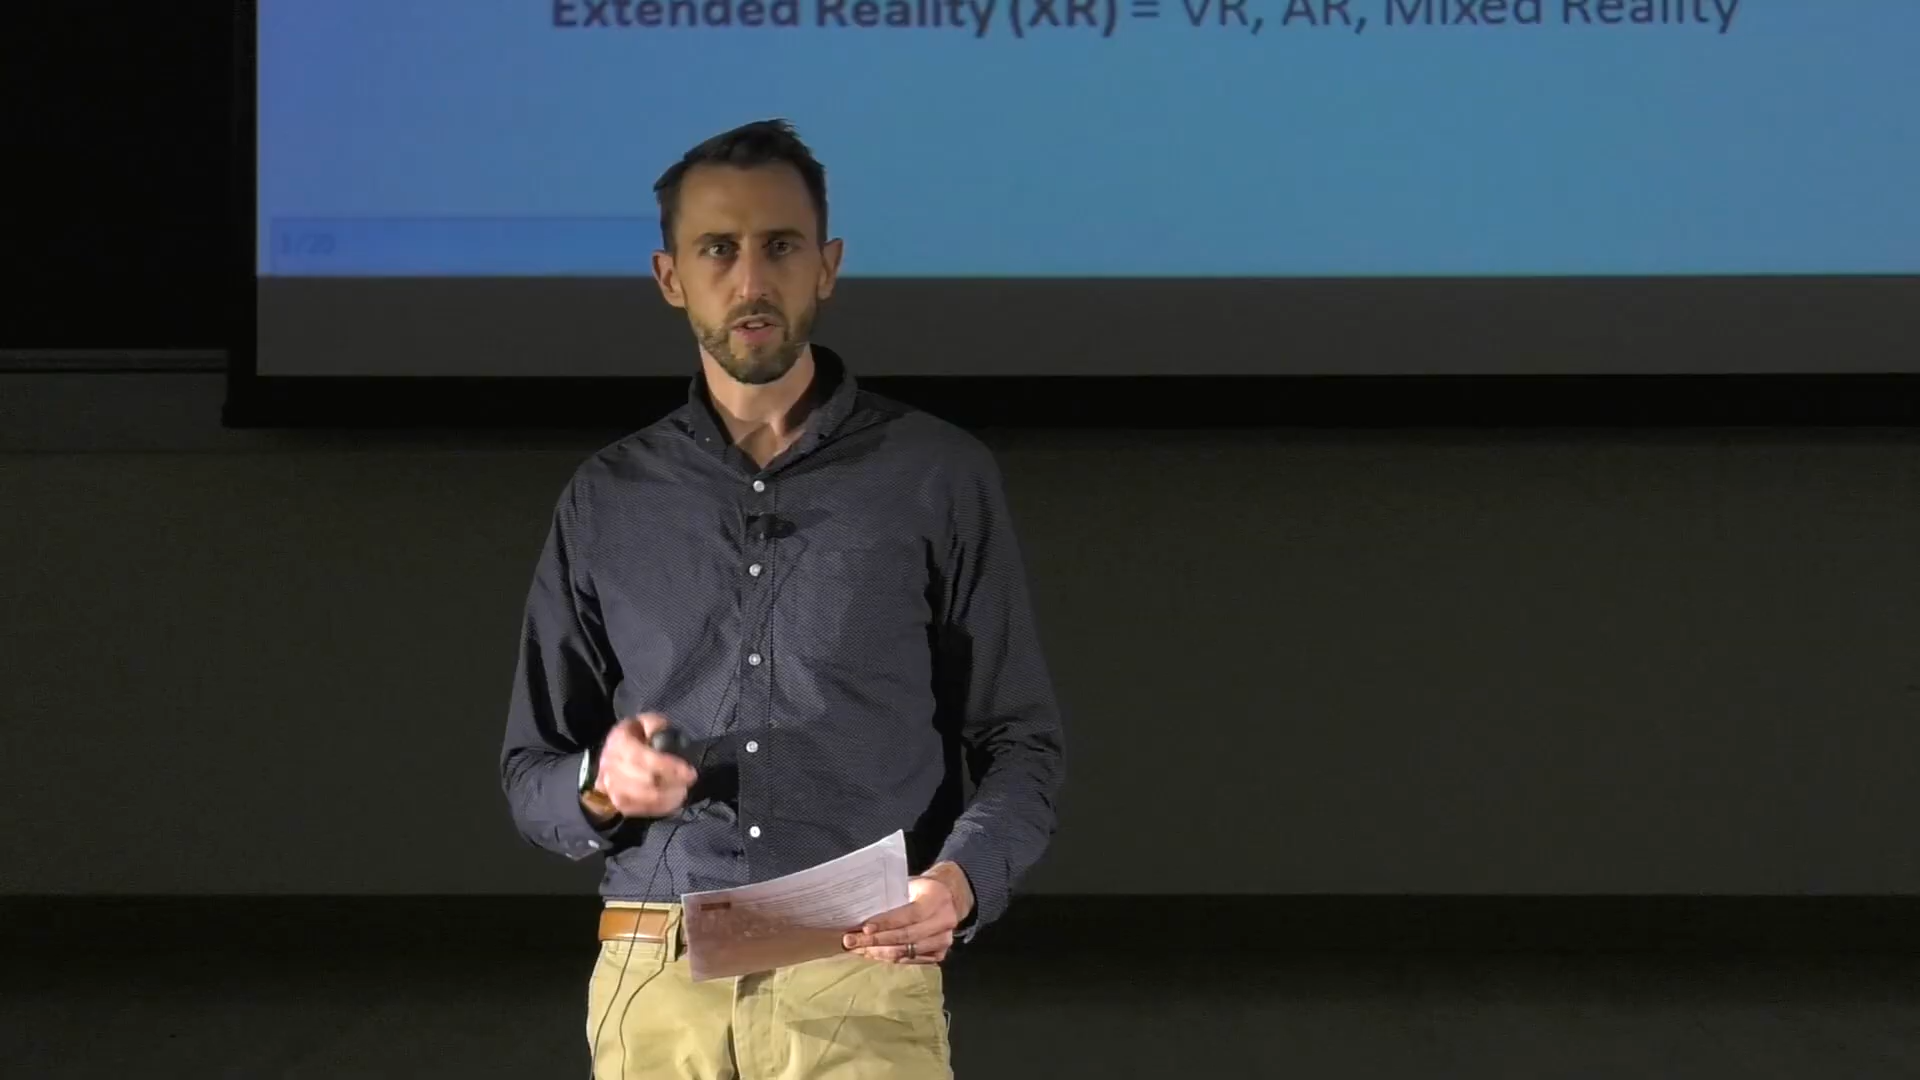 Extended Reality (XR) = VR, AR, Mixed Reality